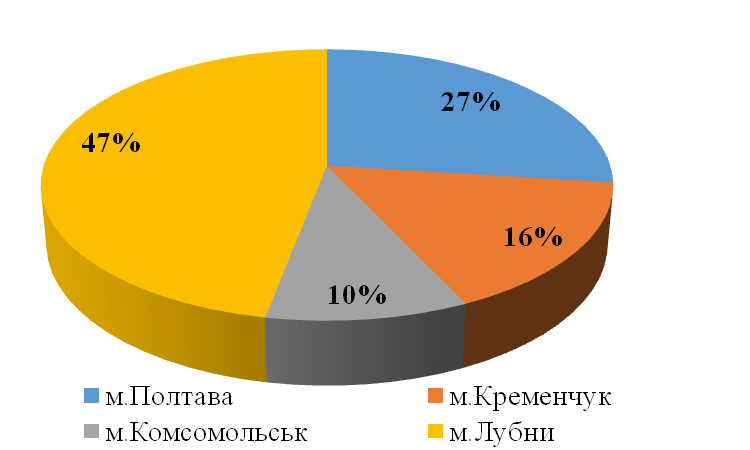 27%
47%
16%
10%
м.Полтава
м.Кременчук
м.Комсомольськ
м.Лубни